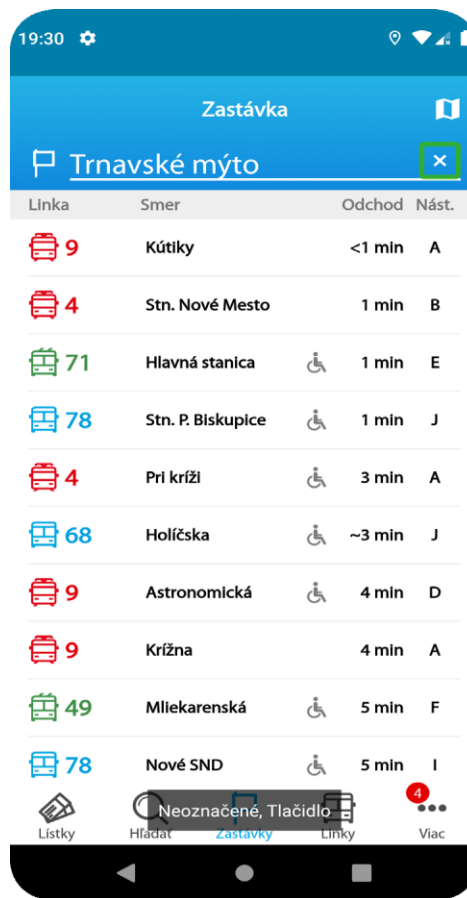 19:30
Zastávka
Trnavské mýto
Linka Smer Odchod Nást.
9 Kútiky <1 min A
4 Stn. Nové Mesto 1 min B
71 Hlavná stanica 1 min E
78 Stn. P. Biskupice 1 min J
4 Pri kríži 3 min A
68 Holíčska ~3 min J
9 Astronomická 4 min D
9 Krížna 4 min A
49 Mliekarenská 5 min F
78 Nové SND 5 min I
4
Neoznačené, Tlačidlo
Lístky Hľadať Zastávky Linky Viac